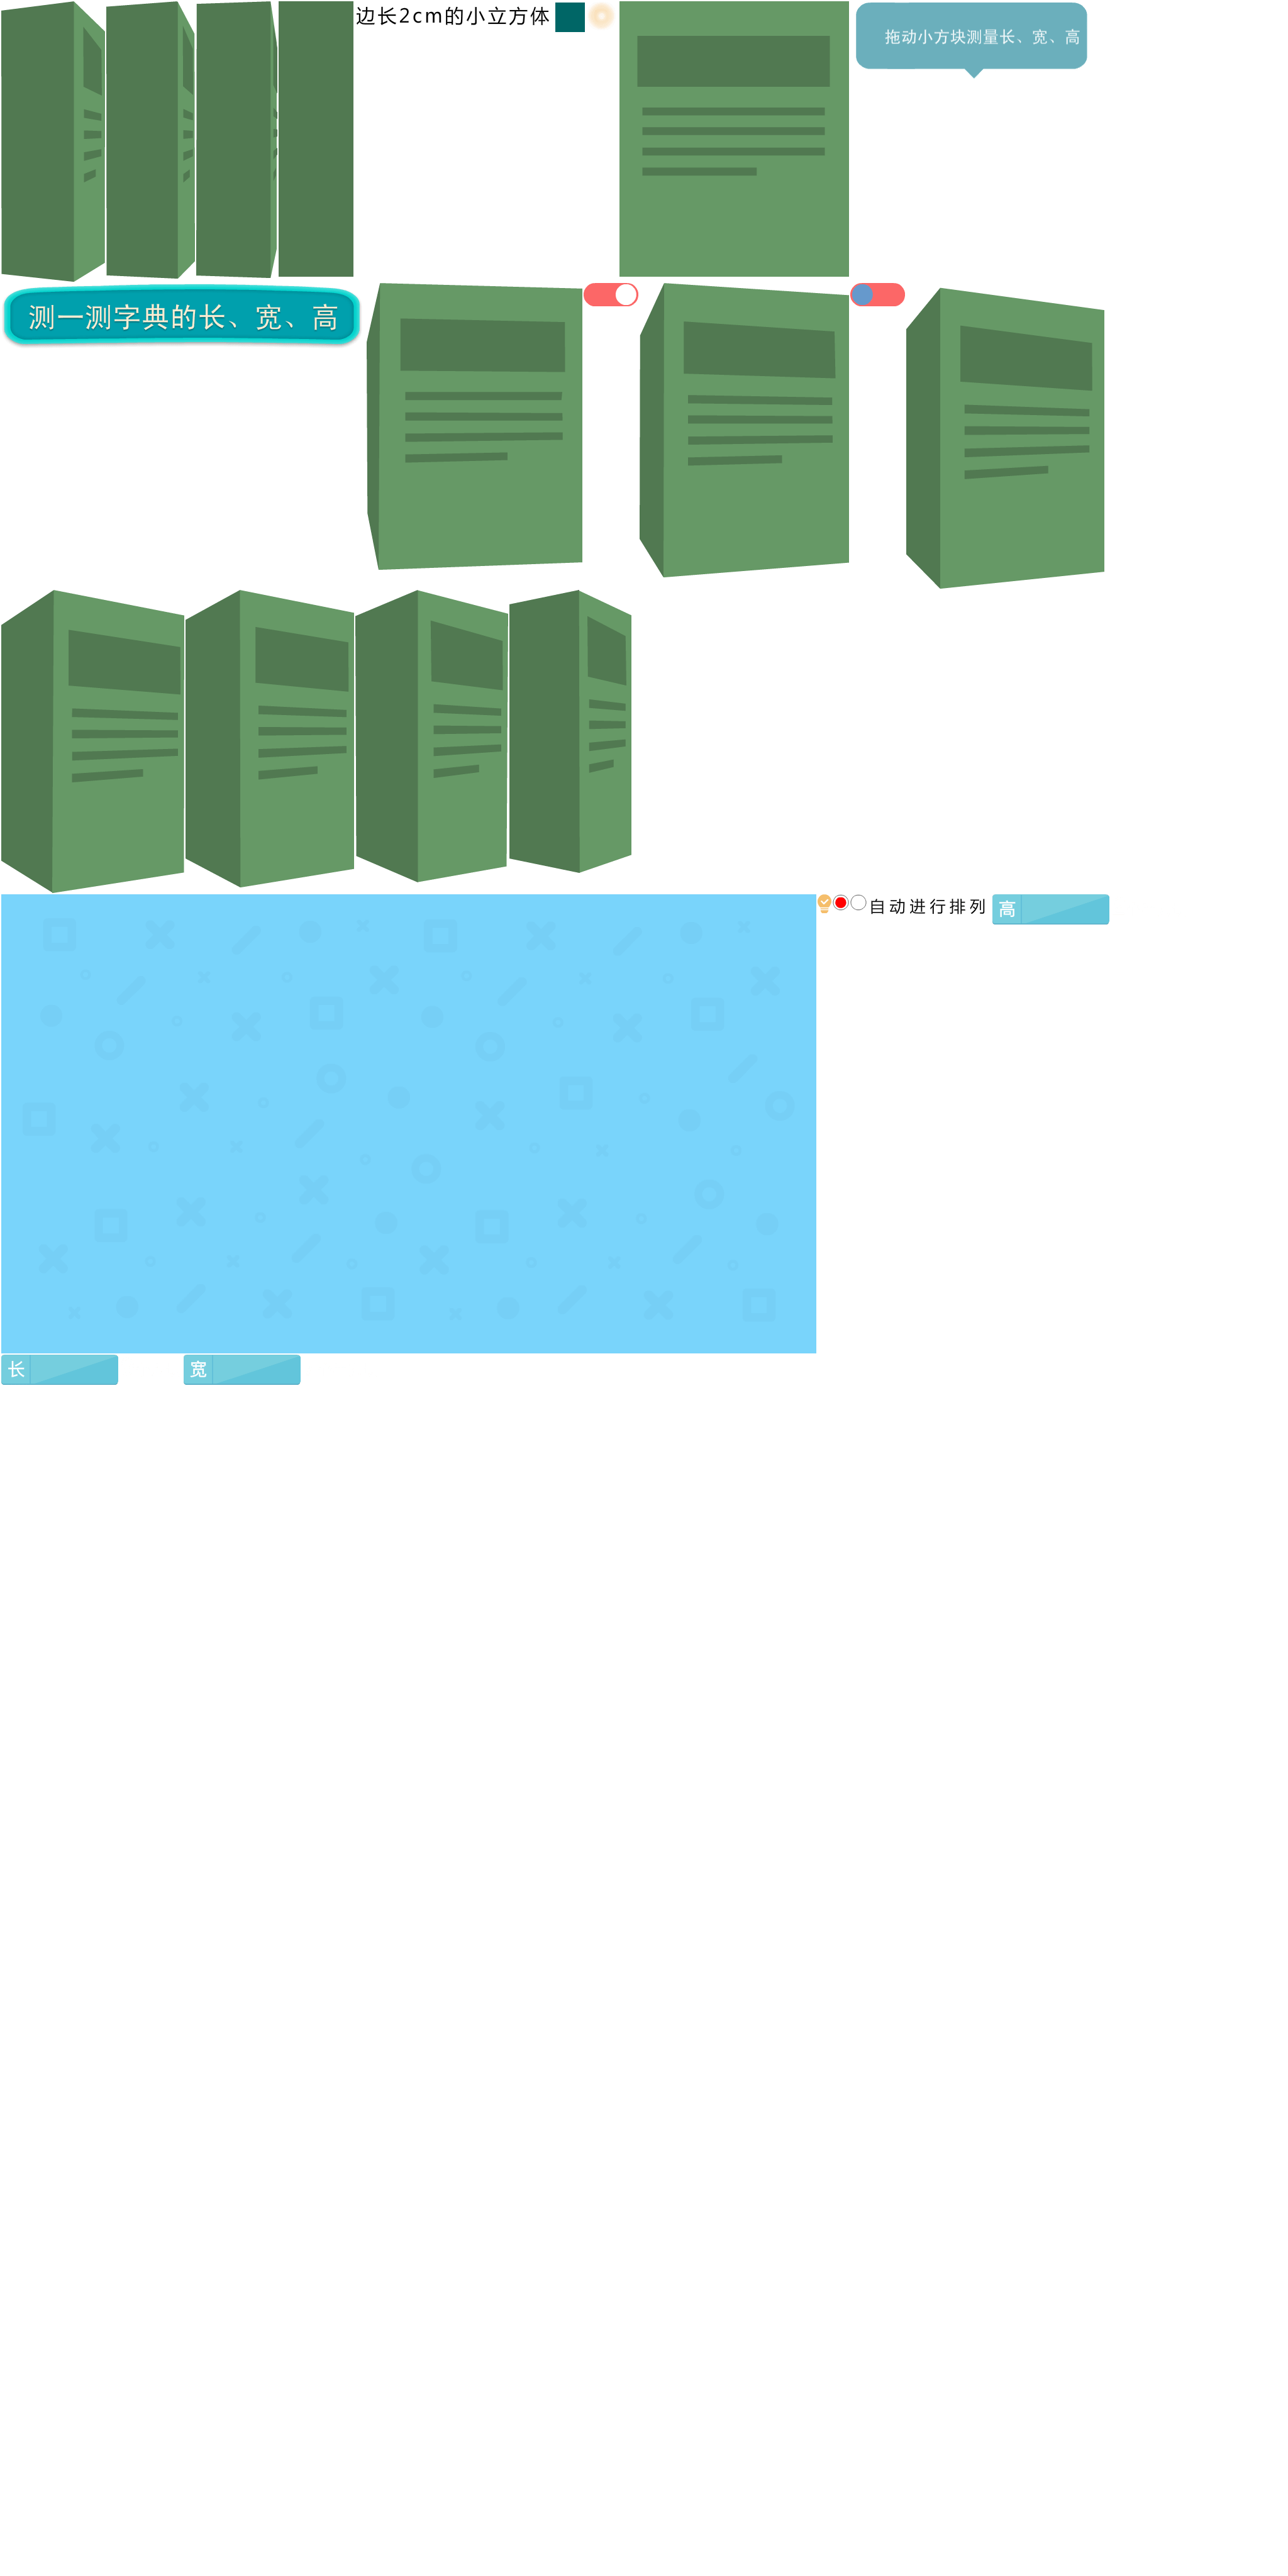 边长2cm的小立方体
拖动小方块测量长、宽、高
测一测字典的长、宽、高
自动进行排列
高
长
宽